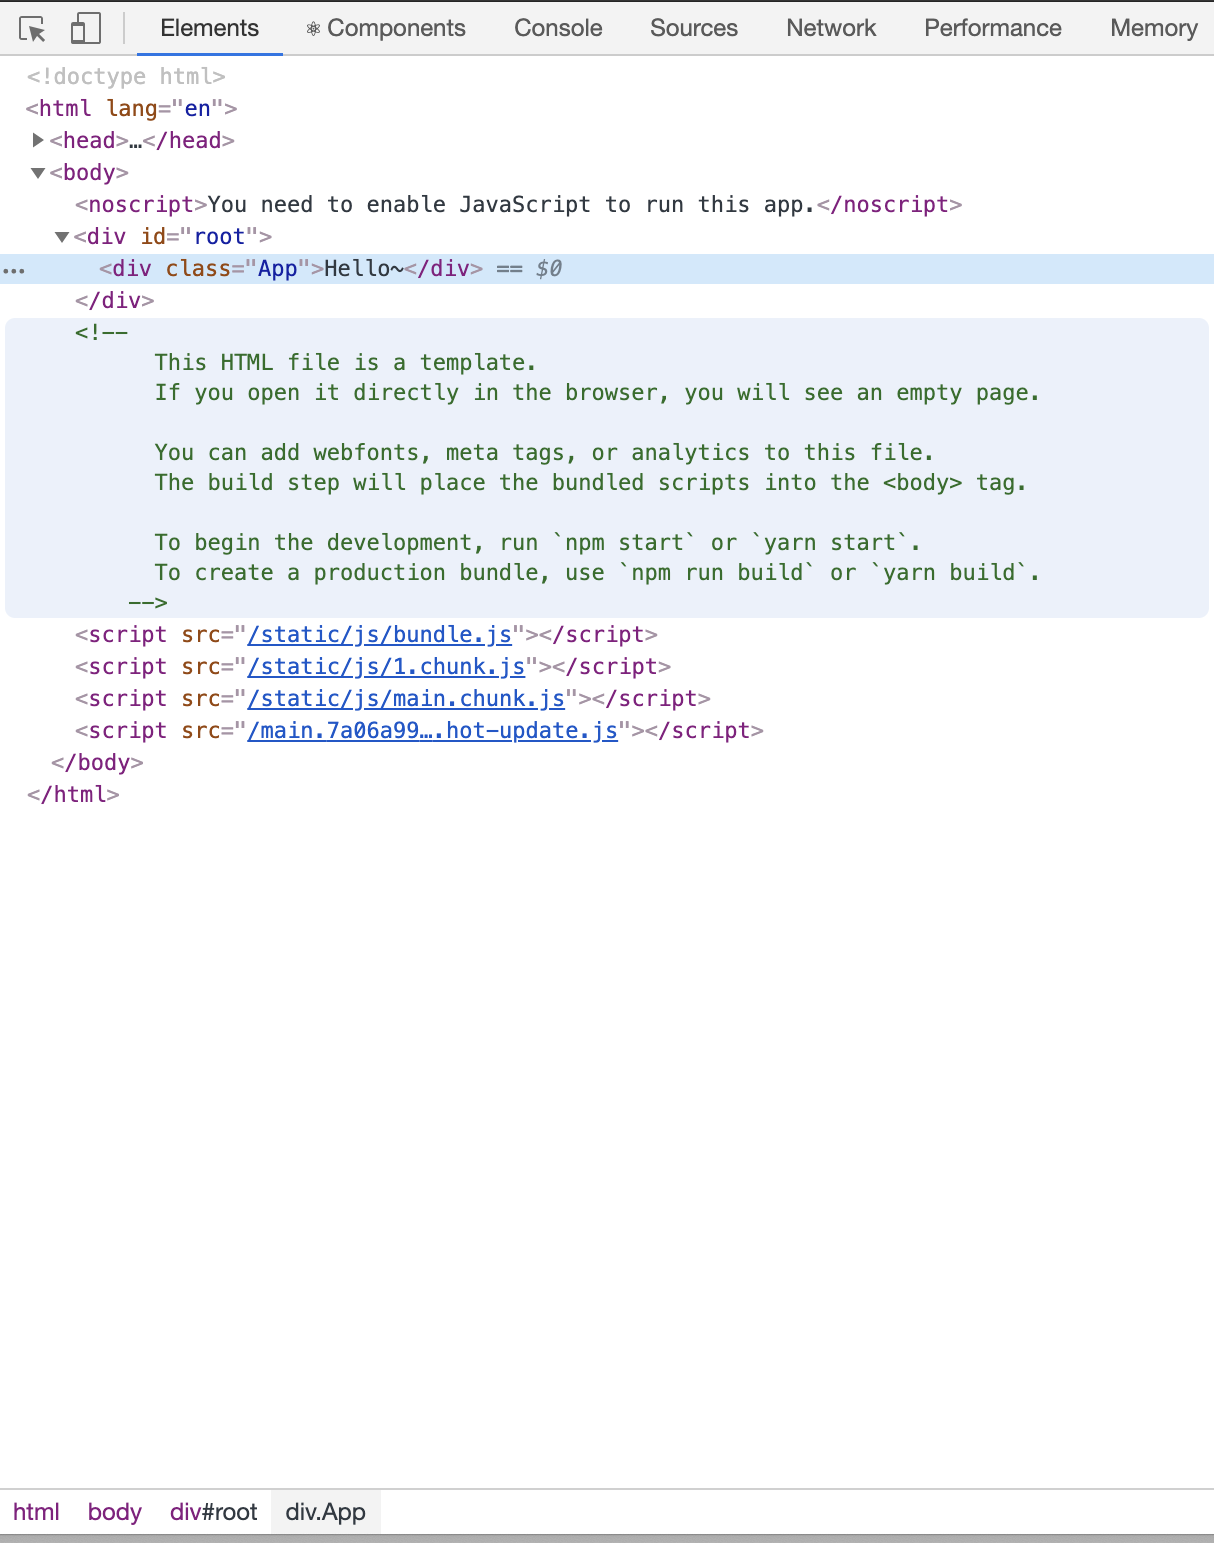 Elements ⚛ Components Console Sources Network Performance Memory
<!doctype html>
<html lang="en">
▶<head>…</head>
▼<body>
<noscript>You need to enable JavaScript to run this app.</noscript>
▼<div id="root">
… <div class="App">Hello~</div> == $0
</div>
<!--
This HTML file is a template.
If you open it directly in the browser, you will see an empty page.
You can add webfonts, meta tags, or analytics to this file.
The build step will place the bundled scripts into the <body> tag.
To begin the development, run `npm start` or `yarn start`.
To create a production bundle, use `npm run build` or `yarn build`.
-->
<script src="/static/js/bundle.js"></script>
<script src="/static/js/1.chunk.js"></script>
<script src="/static/js/main.chunk.js"></script>
<script src="/main.7a06a99….hot-update.js"></script>
</body>
</html>
html body div#root div.App